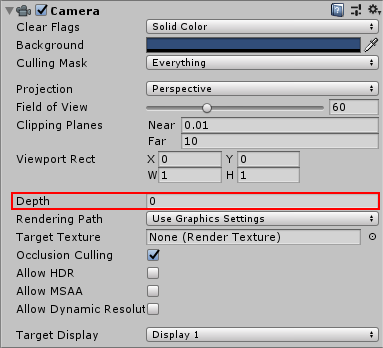 Camera
Clear Flags Solid Color
Background
Culling Mask Everything
Projection Perspective
Field of View 60
Clipping Planes Near 0.01
Far 10
Viewport Rect X 0 Y 0
W 1 H 1
Depth 0
Rendering Path Use Graphics Settings
Target Texture None (Render Texture)
Occlusion Culling
Allow HDR
Allow MSAA
Allow Dynamic Resolut
Target Display Display 1